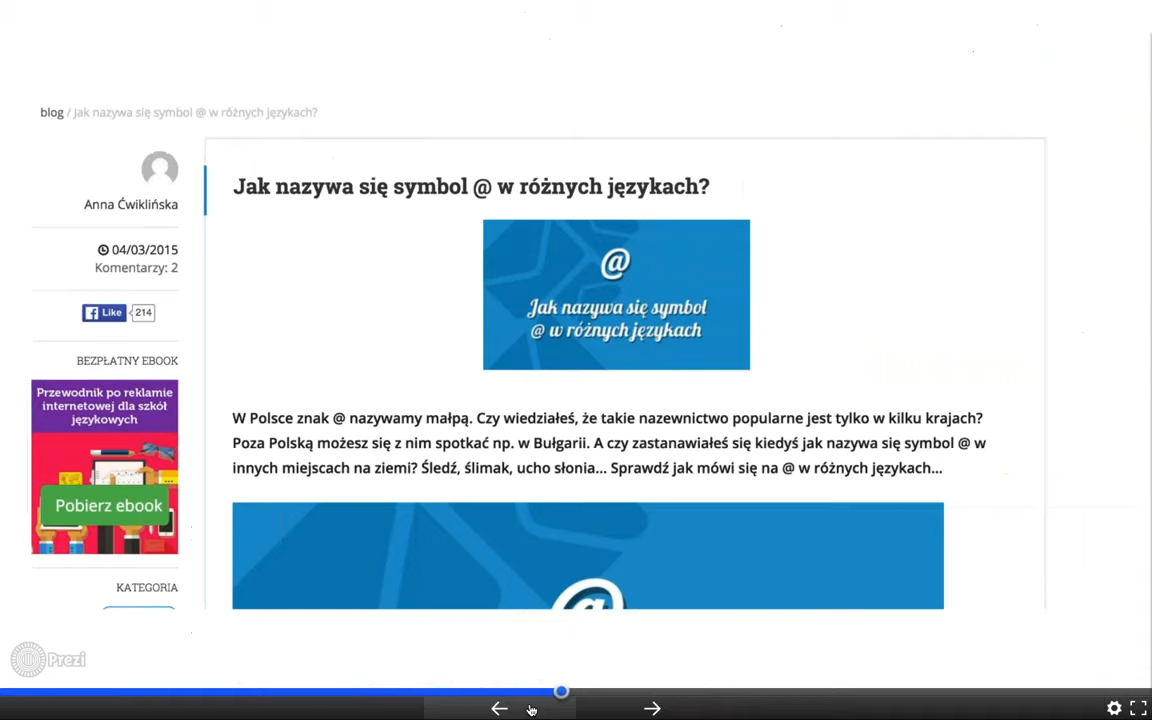 blog / Jak nazywa się symbol @ w różnych językach?
Anna Ćwiklińska
04/03/2015
Komentarzy: 2
Like 214
BEZPŁATNY EBOOK
Przewodnik po reklamie
internetowej dla szkół
językowych
Pobierz ebook
KATEGORIA
Jak nazywa się symbol @ w różnych językach?
@
Jak nazywa się symbol
@ w różnych językach
W Polsce znak @ nazywamy małpą. Czy wiedziałeś, że takie nazewnictwo popularne jest tylko w kilku krajach?
Poza Polską możesz się z nim spotkać np. w Bułgarii. A czy zastanawiałeś się kiedyś jak nazywa się symbol @ w
innych miejscach na ziemi? Śledź, ślimak, ucho słonia... Sprawdź jak mówi się na @ w różnych językach...
@
Prezi